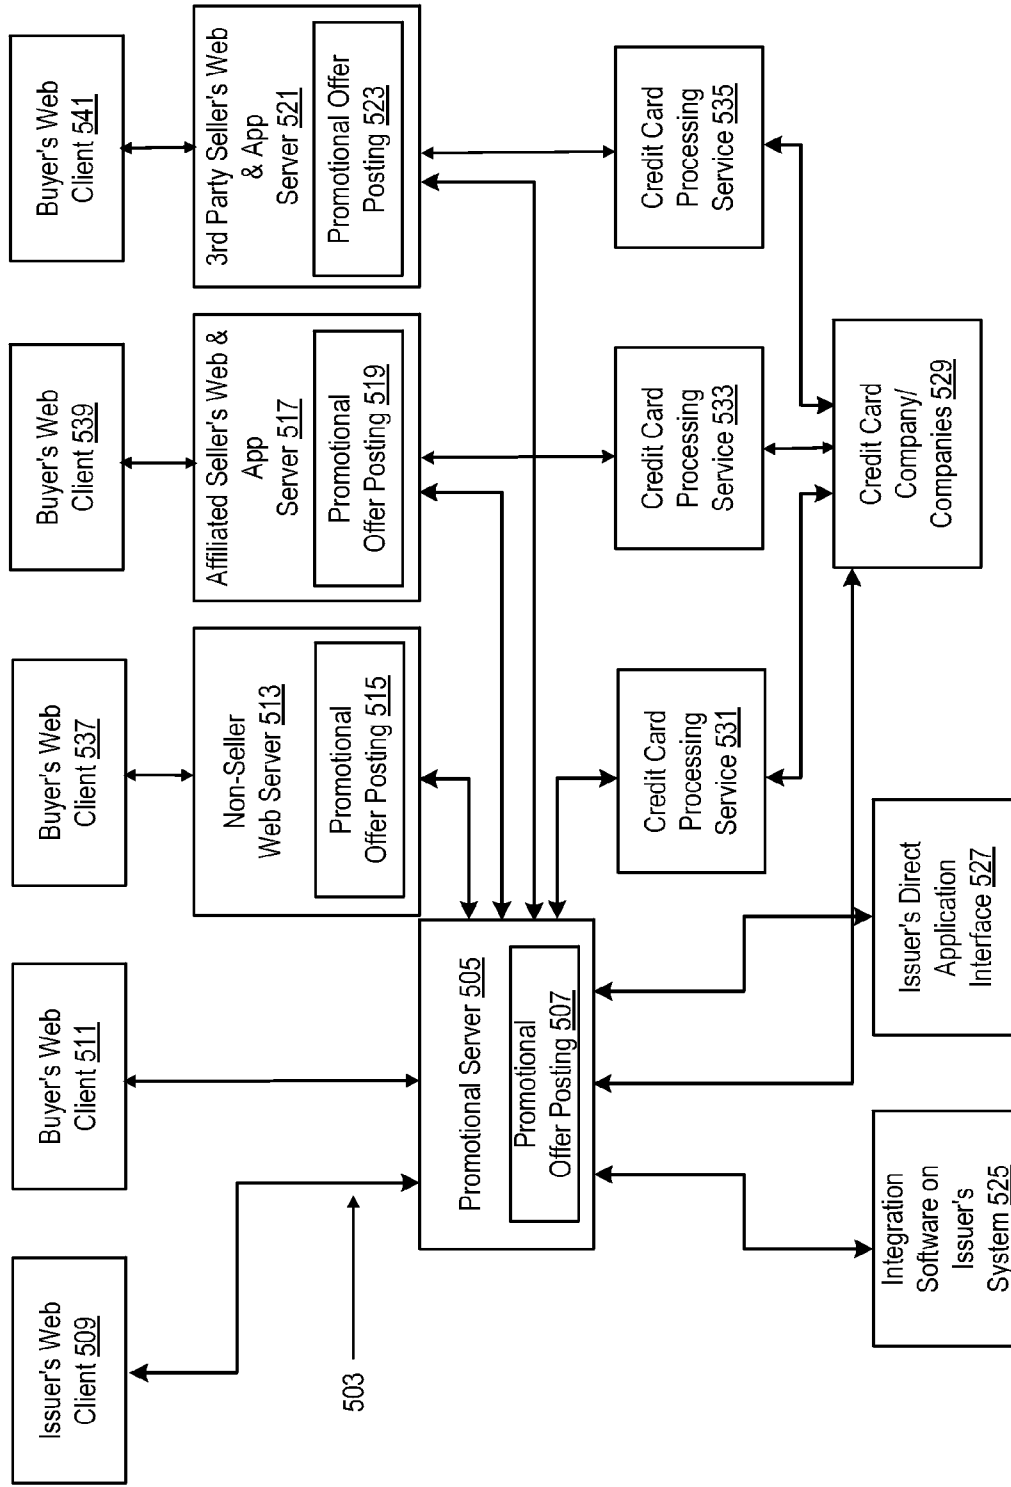 Issuer's Web
Client 509
Buyer's Web
Client 511
Buyer's Web
Client 537
Buyer's Web
Client 539
Buyer's Web
Client 541
503
Non-Seller
Web Server 513
Promotional
Offer Posting 515
Affiliated Seller's Web &
App
Server 517
Promotional
Offer Posting 519
3rd Party Seller's Web
& App
Server 521
Promotional Offer
Posting 523
Promotional Server 505
Promotional
Offer Posting 507
Credit Card
Processing
Service 531
Credit Card
Processing
Service 533
Credit Card
Processing
Service 535
Integration
Software on
Issuer's
System 525
Issuer's Direct
Application
Interface 527
Credit Card
Company/
Companies 529